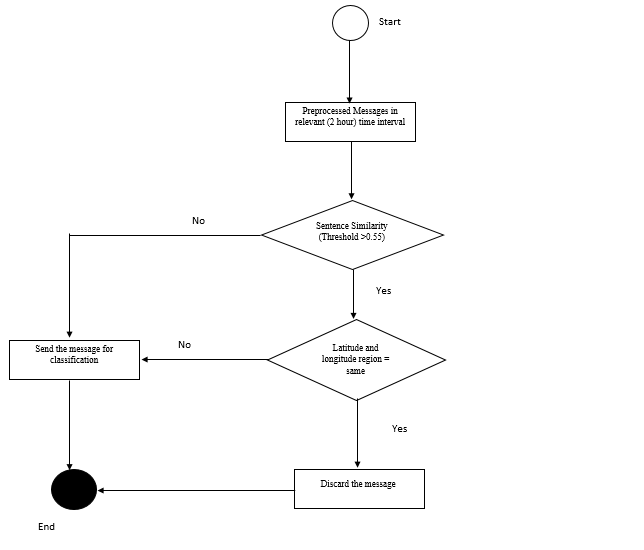 Start
Preprocessed Messages in
relevant (2 hour) time interval
No
Sentence Similarity
(Threshold >0.55)
Yes
Send the message for
classification
No
Latitude and
longitude region =
same
Yes
Discard the message
End